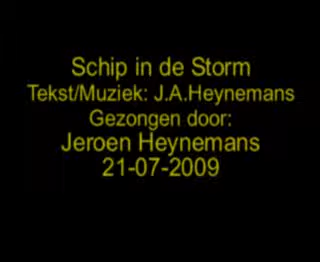 Schip in de Storm
Tekst/Muziek: J.A.Heynemans
Gezongen door:
Jeroen Heynemans
21-07-2009